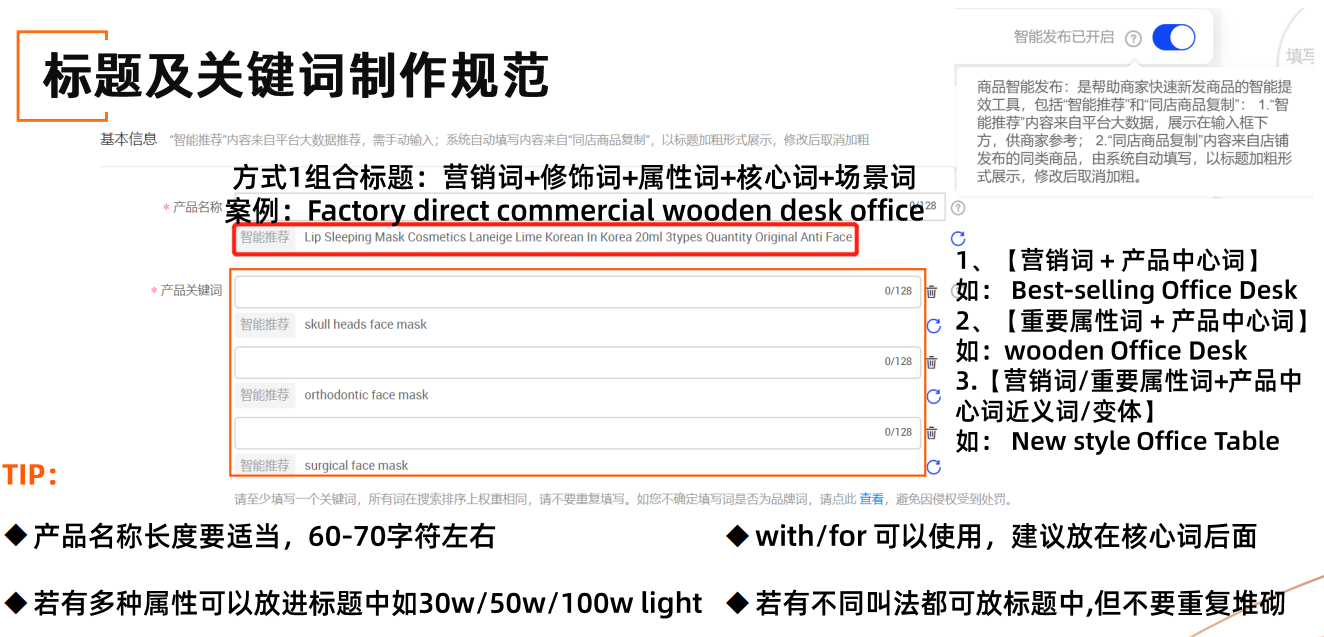 智能发布已开启
填写
标题及关键词制作规范
商品智能发布：是帮助商家快速新发商品的智能提
效工具，包括“智能推荐”和“同店商品复制”： 1.“智
能推荐”内容来自平台大数据，展示在输入框下
方，供商家参考； 2.“同店商品复制”内容来自店铺
发布的同类商品，由系统自动填写，以标题加粗形
式展示，修改后取消加粗。
基本信息 “智能推荐”内容来自平台大数据推荐，需手动输入；系统自动填写内容来自“同店商品复制”，以标题加粗形式展示，修改后取消加粗
方式1组合标题：营销词+修饰词+属性词+核心词+场景词
* 产品名称
案例：Factory direct commercial wooden desk office
0/128
智能推荐 Lip Sleeping Mask Cosmetics Laneige Lime Korean In Korea 20ml 3types Quantity Original Anti Face
* 产品关键词
0/128
智能推荐 skull heads face mask
0/128
智能推荐 orthodontic face mask
0/128
智能推荐 surgical face mask
请至少填写一个关键词，所有词在搜索排序上权重相同，请不要重复填写。如您不确定填写词是否为品牌词，请点此 查看，避免因侵权受到处罚。
1、【营销词 + 产品中心词】
如： Best-selling Office Desk
2、【重要属性词 + 产品中心词】
如：wooden Office Desk
3.【营销词/重要属性词+产品中
心词近义词/变体】
如： New style Office Table
TIP：
◆ 产品名称长度要适当，60-70字符左右
◆ with/for 可以使用，建议放在核心词后面
◆ 若有多种属性可以放进标题中如30w/50w/100w light
◆ 若有不同叫法都可放标题中,但不要重复堆砌